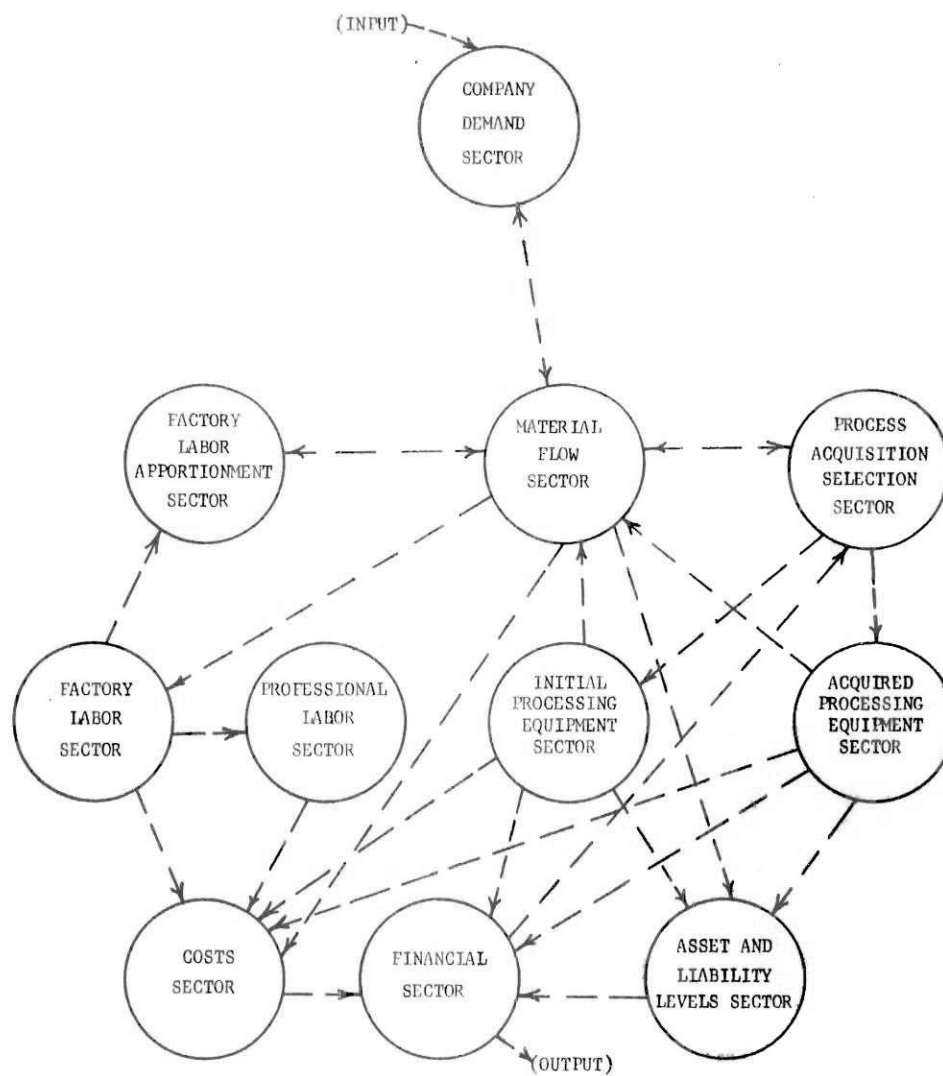 (INPUT)
COMPANY
DEMAND
SECTOR
FACTORY
LABOR
APPORTIONMENT
SECTOR
MATERIAL
FLOW
SECTOR
PROCESS
ACQUISITION
SELECTION
SECTOR
FACTORY
LABOR
SECTOR
PROFESSIONAL
LABOR
SECTOR
INITIAL
PROCESSING
EQUIPMENT
SECTOR
ACQUIRED
PROCESSING
EQUIPMENT
SECTOR
COSTS
SECTOR
FINANCIAL
SECTOR
ASSET AND
LIABILITY
LEVELS SECTOR
(OUTPUT)